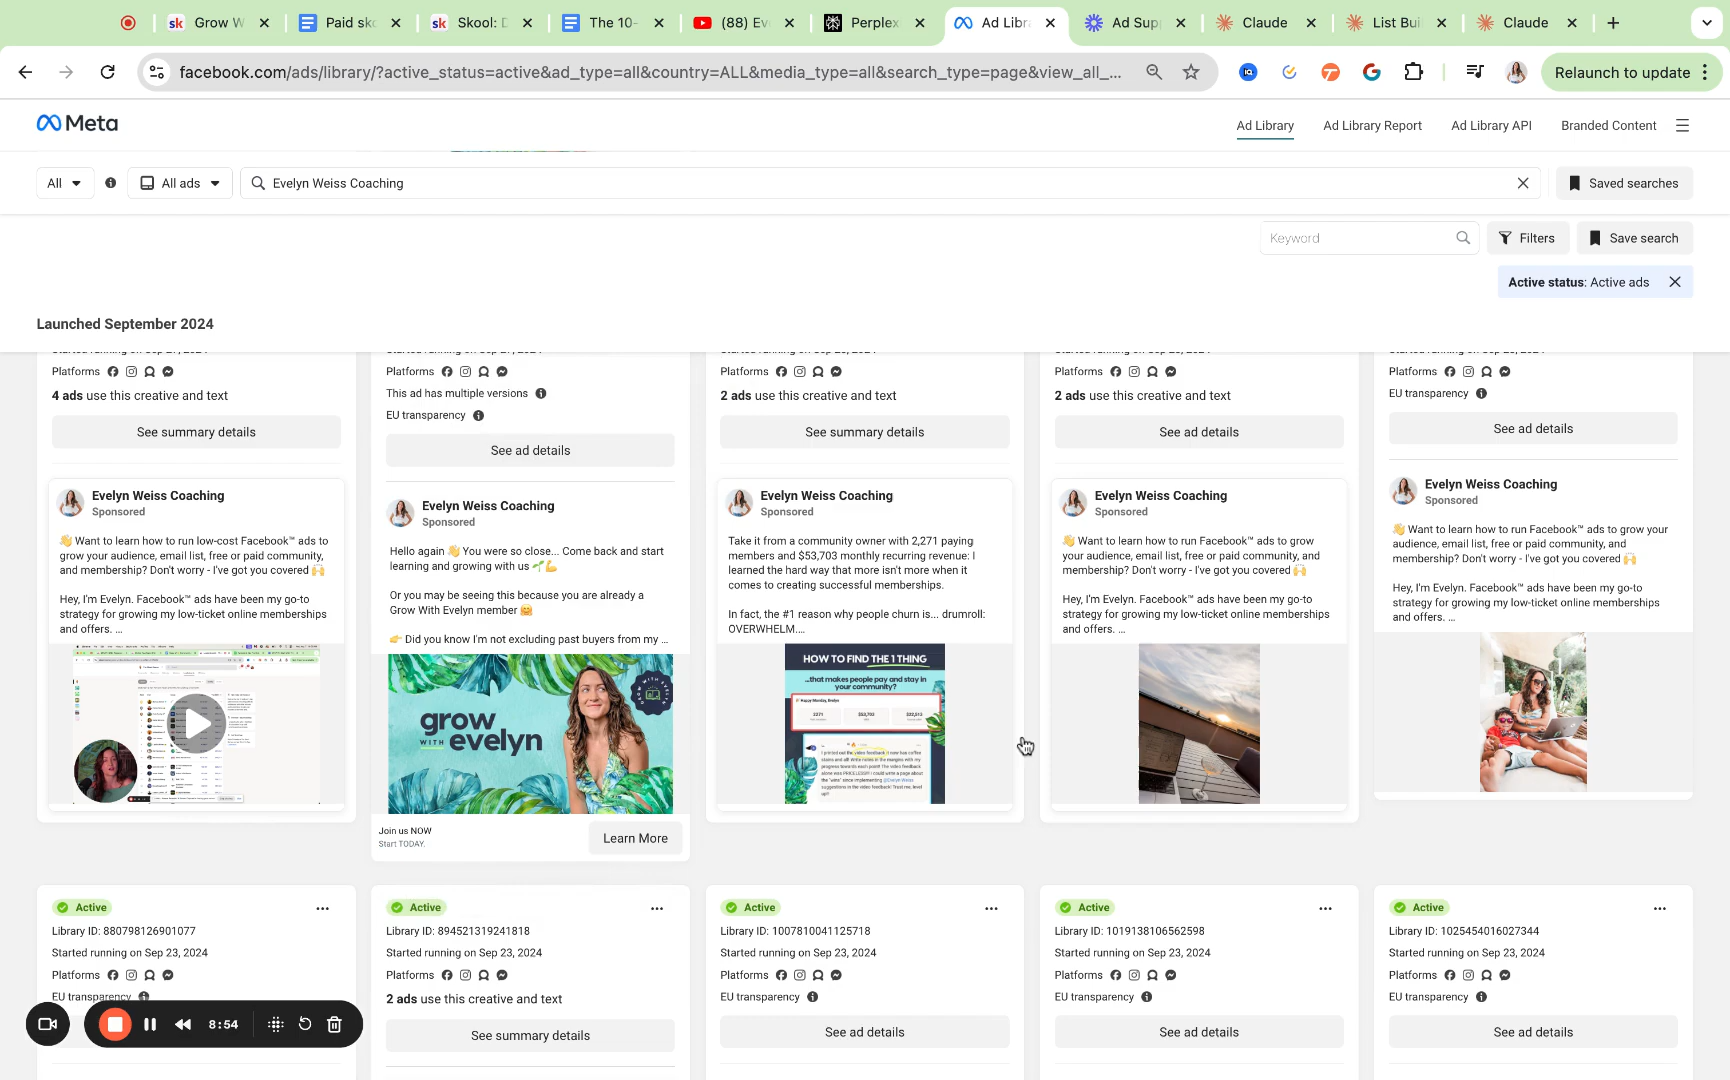 Grow W
Paid sk
Skool: D
The 10-
(88) Ev
Perplex
Ad Libr
Ad Sup
Claude
List Bui
Claude
facebook.com/ads/library/?active_status=active&ad_type=all&country=ALL&media_type=all&search_type=page&view_all_...
Relaunch to update
Meta
Ad Library
Ad Library Report
Ad Library API
Branded Content
All
All ads
Evelyn Weiss Coaching
Saved searches
Keyword
Filters
Save search
Active status: Active ads
Launched September 2024
Platforms
4 ads use this creative and text
See summary details
Evelyn Weiss Coaching
Sponsored
👋 Want to learn how to run low-cost Facebook™ ads to
grow your audience, email list, free or paid community,
and membership? Don't worry - I've got you covered 🙌
Hey, I'm Evelyn. Facebook™ ads have been my go-to
strategy for growing my low-ticket online memberships
and offers. ...
Platforms
This ad has multiple versions
EU transparency
See ad details
Evelyn Weiss Coaching
Sponsored
Hello again 👋 You were so close... Come back and start
learning and growing with us 🌱💪
Or you may be seeing this because you are already a
Grow With Evelyn member 🤗
👉 Did you know I'm not excluding past buyers from my ...
grow
WITH
evelyn
Join us NOW
Start TODAY.
Learn More
Platforms
2 ads use this creative and text
See summary details
Evelyn Weiss Coaching
Sponsored
Take it from a community owner with 2,271 paying
members and $53,703 monthly recurring revenue: I
learned the hard way that more isn't more when it
comes to creating successful memberships.
In fact, the #1 reason why people churn is... drumroll:
OVERWHELM....
HOW TO FIND THE 1 THING
...that makes people pay and stay in
your community?
Platforms
2 ads use this creative and text
See ad details
Evelyn Weiss Coaching
Sponsored
👋 Want to learn how to run Facebook™ ads to grow
your audience, email list, free or paid community, and
membership? Don't worry - I've got you covered 🙌
Hey, I'm Evelyn. Facebook™ ads have been my go-to
strategy for growing my low-ticket online memberships
and offers. ...
Platforms
EU transparency
See ad details
Evelyn Weiss Coaching
Sponsored
👋 Want to learn how to run Facebook™ ads to grow your
audience, email list, free or paid community, and
membership? Don't worry - I've got you covered 🙌
Hey, I'm Evelyn. Facebook™ ads have been my go-to
strategy for growing my low-ticket online memberships
and offers. ...
Active
Library ID: 880798126901077
Started running on Sep 23, 2024
Platforms
EU transparency
Active
Library ID: 894521319241818
Started running on Sep 23, 2024
Platforms
2 ads use this creative and text
See summary details
Active
Library ID: 1007810041125718
Started running on Sep 23, 2024
Platforms
EU transparency
See ad details
Active
Library ID: 1019138106562598
Started running on Sep 23, 2024
Platforms
EU transparency
See ad details
Active
Library ID: 1025454016027344
Started running on Sep 23, 2024
Platforms
EU transparency
See ad details
8:54